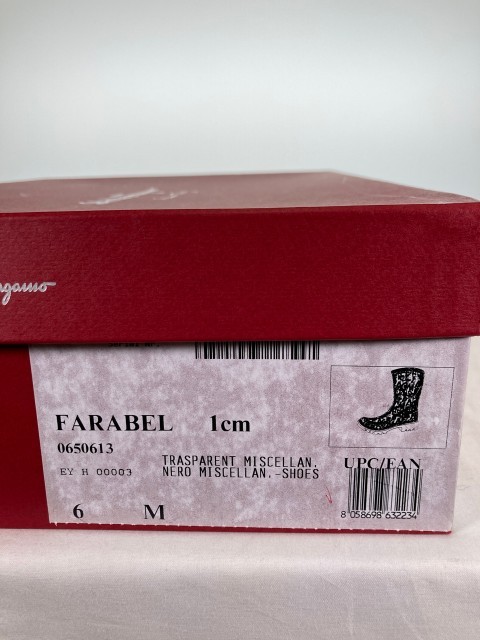 FARABEL 1cm
0650613
EY H 00003
TRASPARENT MISCELLAN.
NERO MISCELLAN.-SHOES
UPC/EAN
8 058698 632234
6 M